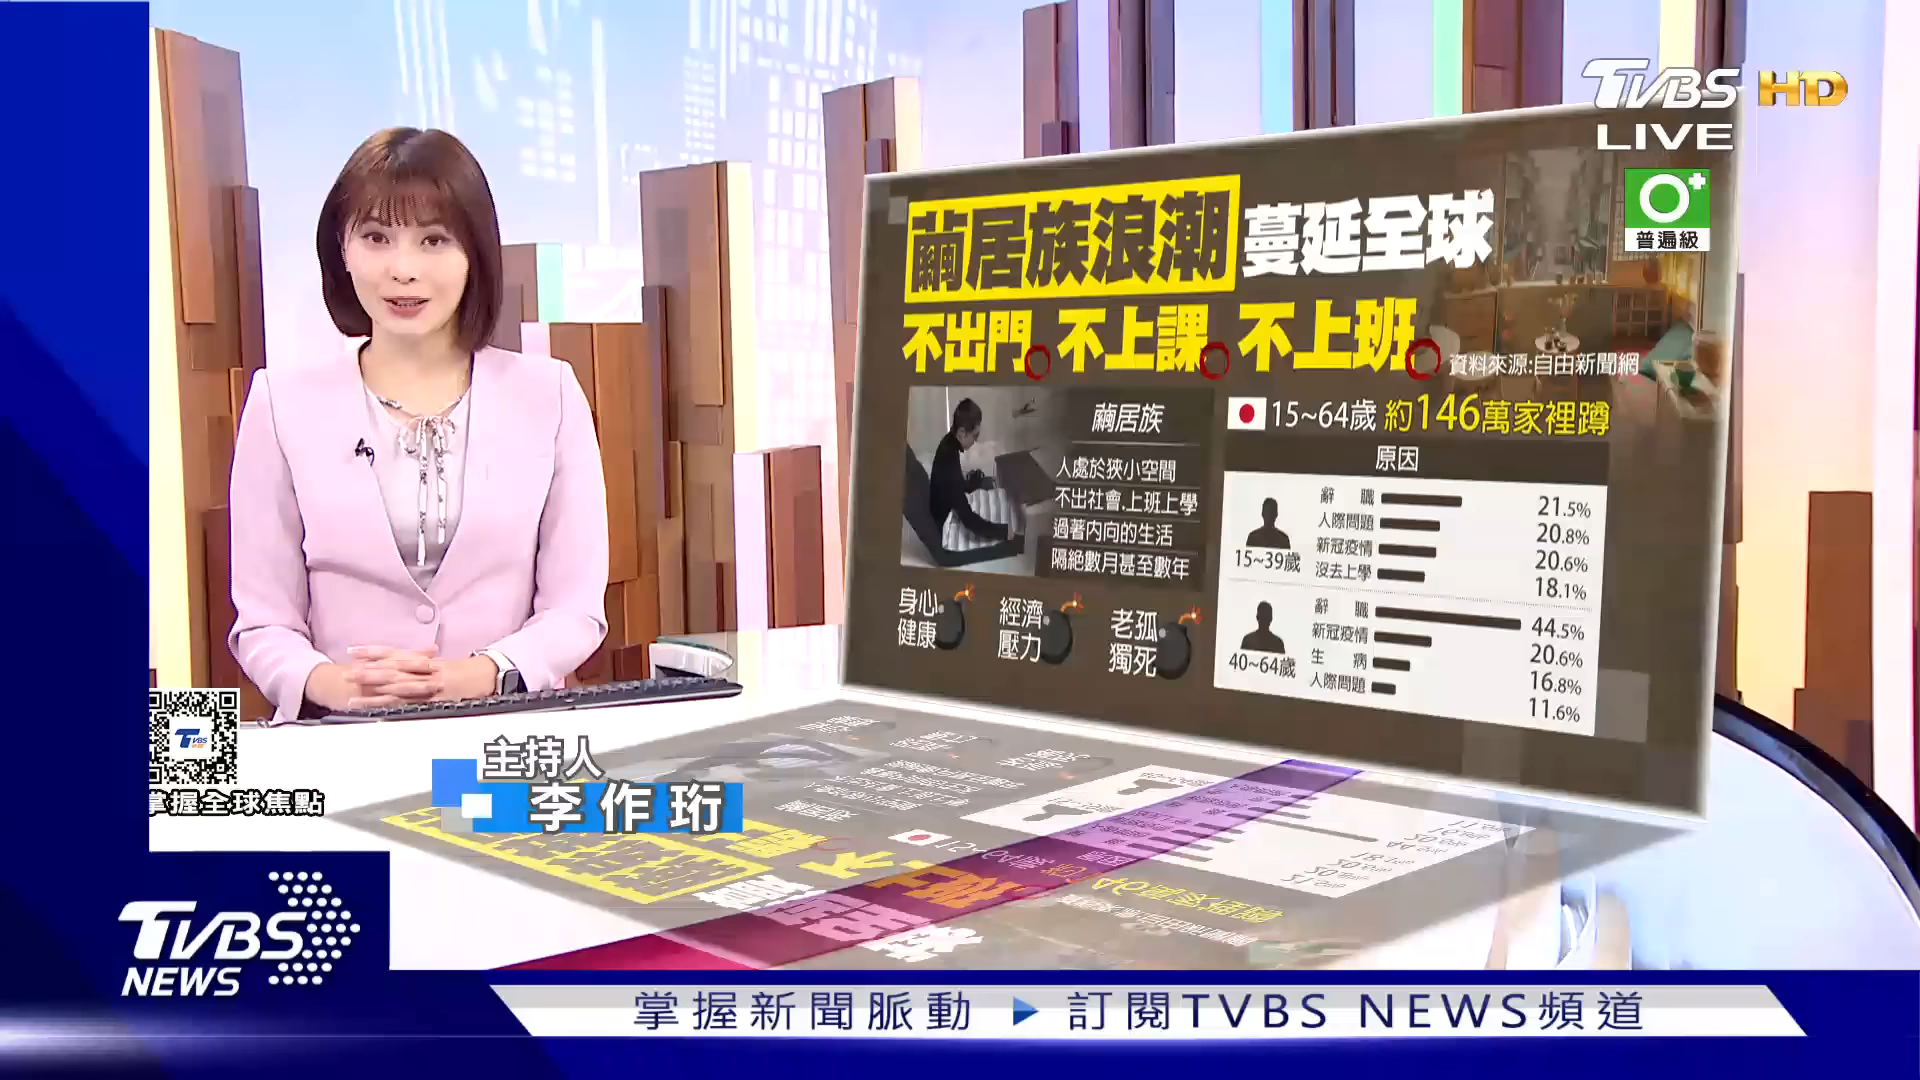 TVBS HD
LIVE
普遍級
繭居族浪潮 蔓延全球
不出門 不上課 不上班
資料來源:自由新聞網
繭居族
人處於狹小空間
不出社會.上班上學
過著內向的生活
隔絕數月甚至數年
身心健康
經濟壓力
老孤獨死
15~64歲 約146萬家裡蹲
原因
15~39歲
辭職 21.5%
人際問題 20.8%
新冠疫情 20.6%
沒去上學 18.1%
40~64歲
辭職 44.5%
新冠疫情 20.6%
生病 16.8%
人際問題 11.6%
TVBS
掌握全球焦點
主持人
李作珩
TVBS
NEWS
掌握新聞脈動 訂閱TVBS NEWS頻道